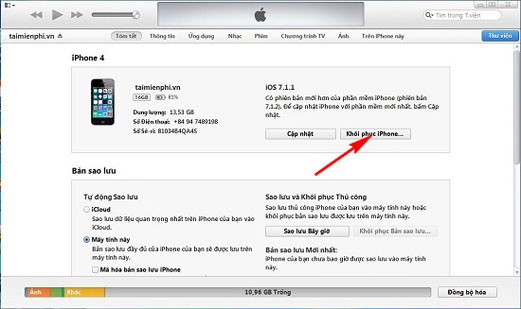 Tìm trong T.viện
taimienphi.vn
Tóm tắt Thông tin Ứng dụng Nhạc Phim Chương trình TV Ảnh Trên iPhone này
Thư viện
iPhone 4
taimienphi.vn
16GB 81%
Dung lượng: 13,53 GB
Số Điện thoại: +84 94 7489198
Số Sê-ri: 81034B4QA4S
iOS 7.1.1
Có phiên bản mới hơn của phần mềm iPhone (phiên bản
7.1.2). Để cập nhật iPhone với phần mềm mới nhất, bấm Cập
nhật.
Cập nhật Khôi phục iPhone...
Bản sao lưu
Tự động Sao lưu
iCloud
Sao lưu dữ liệu quan trọng nhất trên iPhone của bạn vào
iCloud.
Máy tính này
Bản sao lưu đầy đủ của iPhone của bạn sẽ được lưu trên
máy tính này.
Mã hóa bản sao lưu iPhone
Sao lưu và Khôi phục Thủ công
Sao lưu thủ công iPhone của bạn vào máy tính này hoặc
khôi phục bản sao lưu được lưu trên máy tính này.
Sao lưu Bây giờ Khôi phục Bản sao lưu...
Bản sao lưu Mới nhất:
iPhone của bạn chưa bao giờ được sao lưu vào máy tính
này.
Ảnh Khác 10,96 GB Trống Đồng bộ hóa